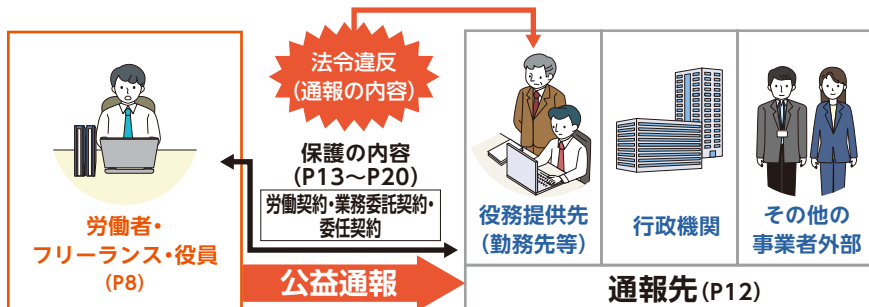 法令違反
(通報の内容)
保護の内容
(P13～P20)
労働契約・業務委託契約・
委任契約
労働者・
フリーランス・役員
(P8)
公益通報
役務提供先
(勤務先等)
行政機関
その他の
事業者外部
通報先(P12)